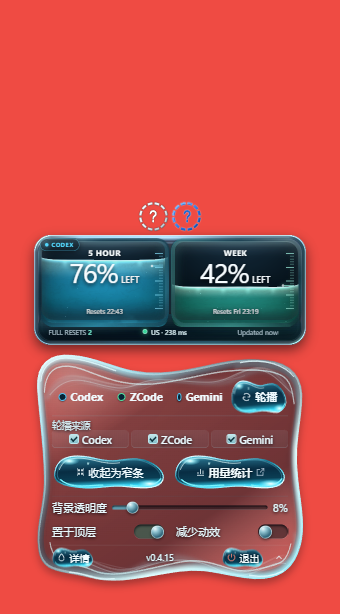 ? ?
CODEX
5 HOUR WEEK
76% LEFT 42% LEFT
Resets 22:43 Resets Fri 23:19
FULL RESETS 2 US · 238 ms Updated now
Codex ZCode Gemini 轮播
轮播来源
Codex ZCode Gemini
收起为窄条 用量统计
背景透明度 8%
置于顶层 减少动效
详情 v0.4.15 退出